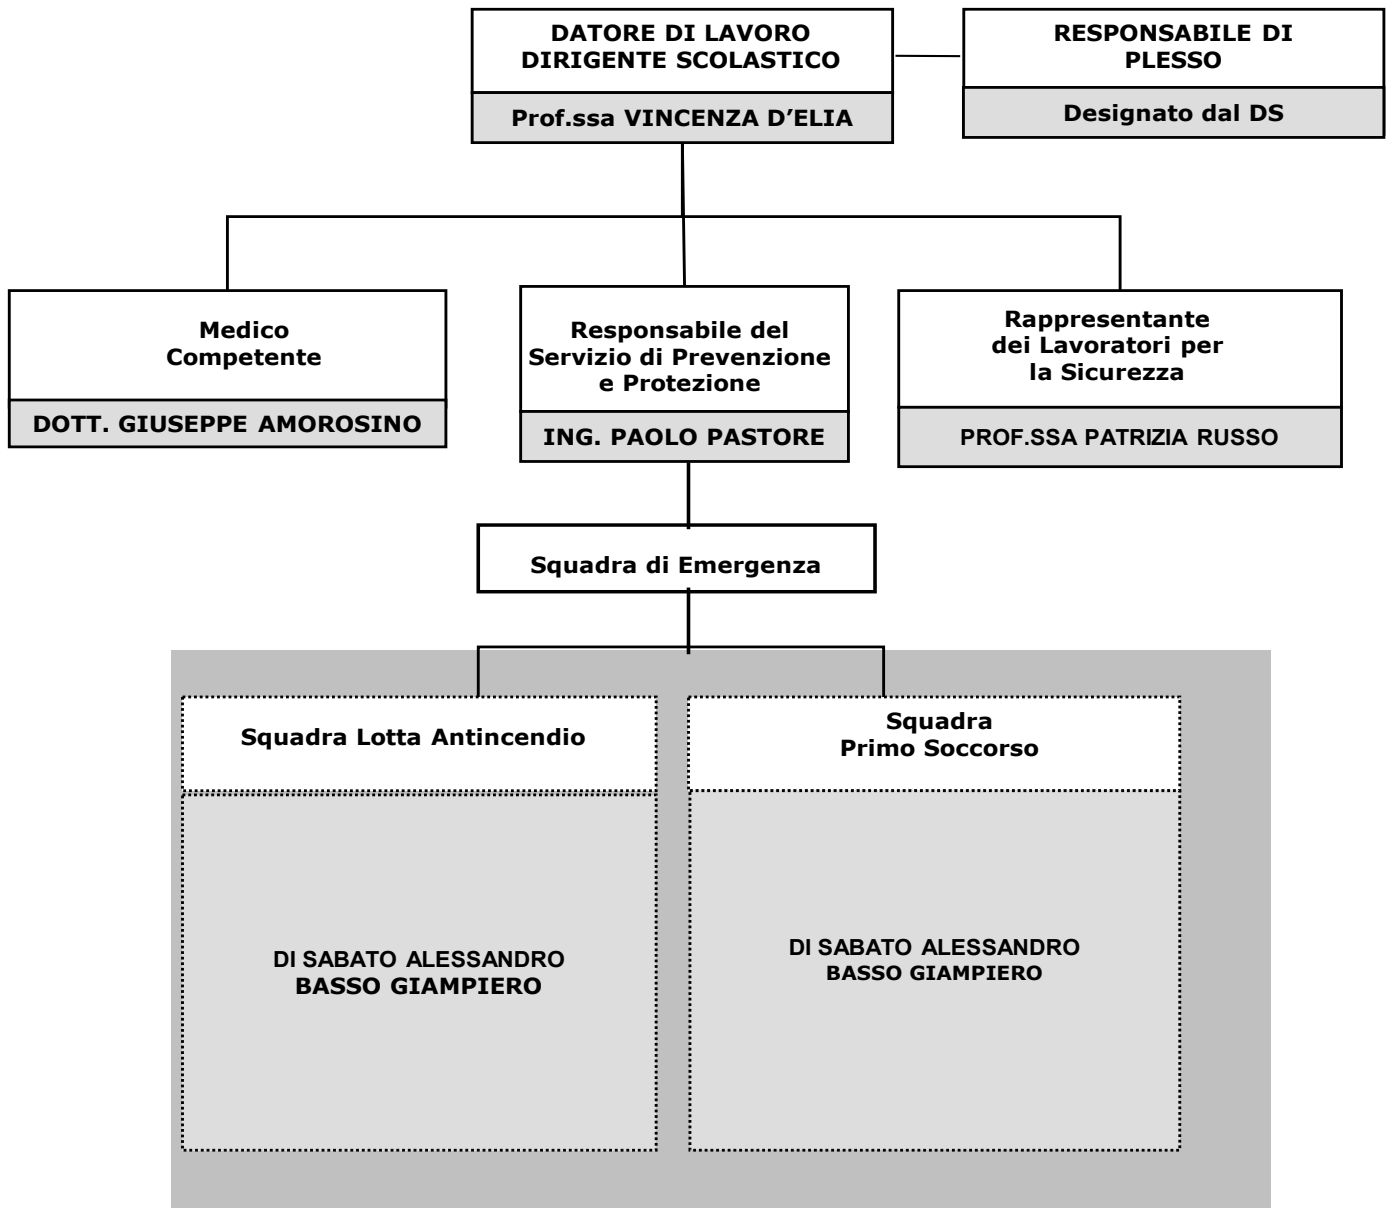 DATORE DI LAVORO
DIRIGENTE SCOLASTICO
Prof.ssa VINCENZA D’ELIA
RESPONSABILE DI
PLESSO
Designato dal DS
Medico
Competente
DOTT. GIUSEPPE AMOROSINO
Responsabile del
Servizio di Prevenzione
e Protezione
ING. PAOLO PASTORE
Rappresentante
dei Lavoratori per
la Sicurezza
PROF.SSA PATRIZIA RUSSO
Squadra di Emergenza
Squadra Lotta Antincendio
DI SABATO ALESSANDRO
BASSO GIAMPIERO
Squadra
Primo Soccorso
DI SABATO ALESSANDRO
BASSO GIAMPIERO